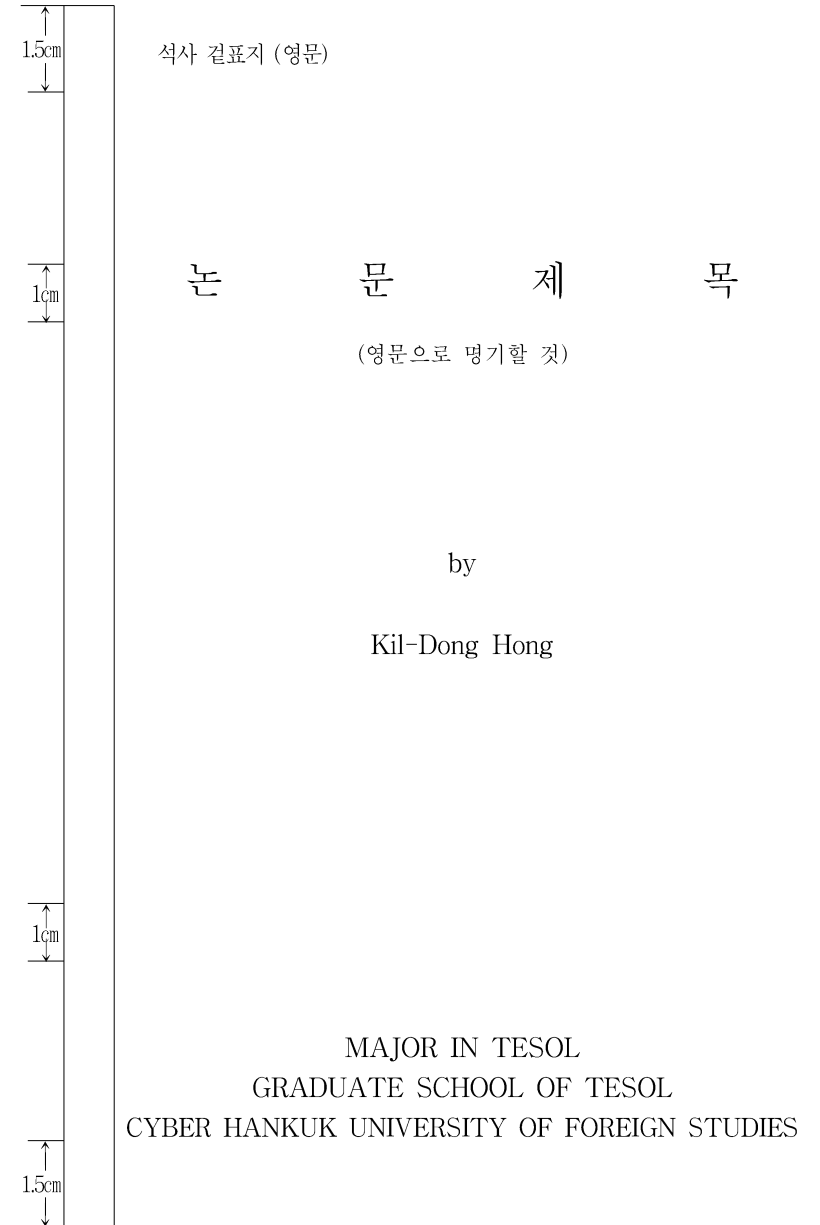 1.5cm
석사 겉표지 (영문)
1cm
논 문 제 목
(영문으로 명기할 것)
by
Kil-Dong Hong
1cm
MAJOR IN TESOL
GRADUATE SCHOOL OF TESOL
CYBER HANKUK UNIVERSITY OF FOREIGN STUDIES
1.5cm